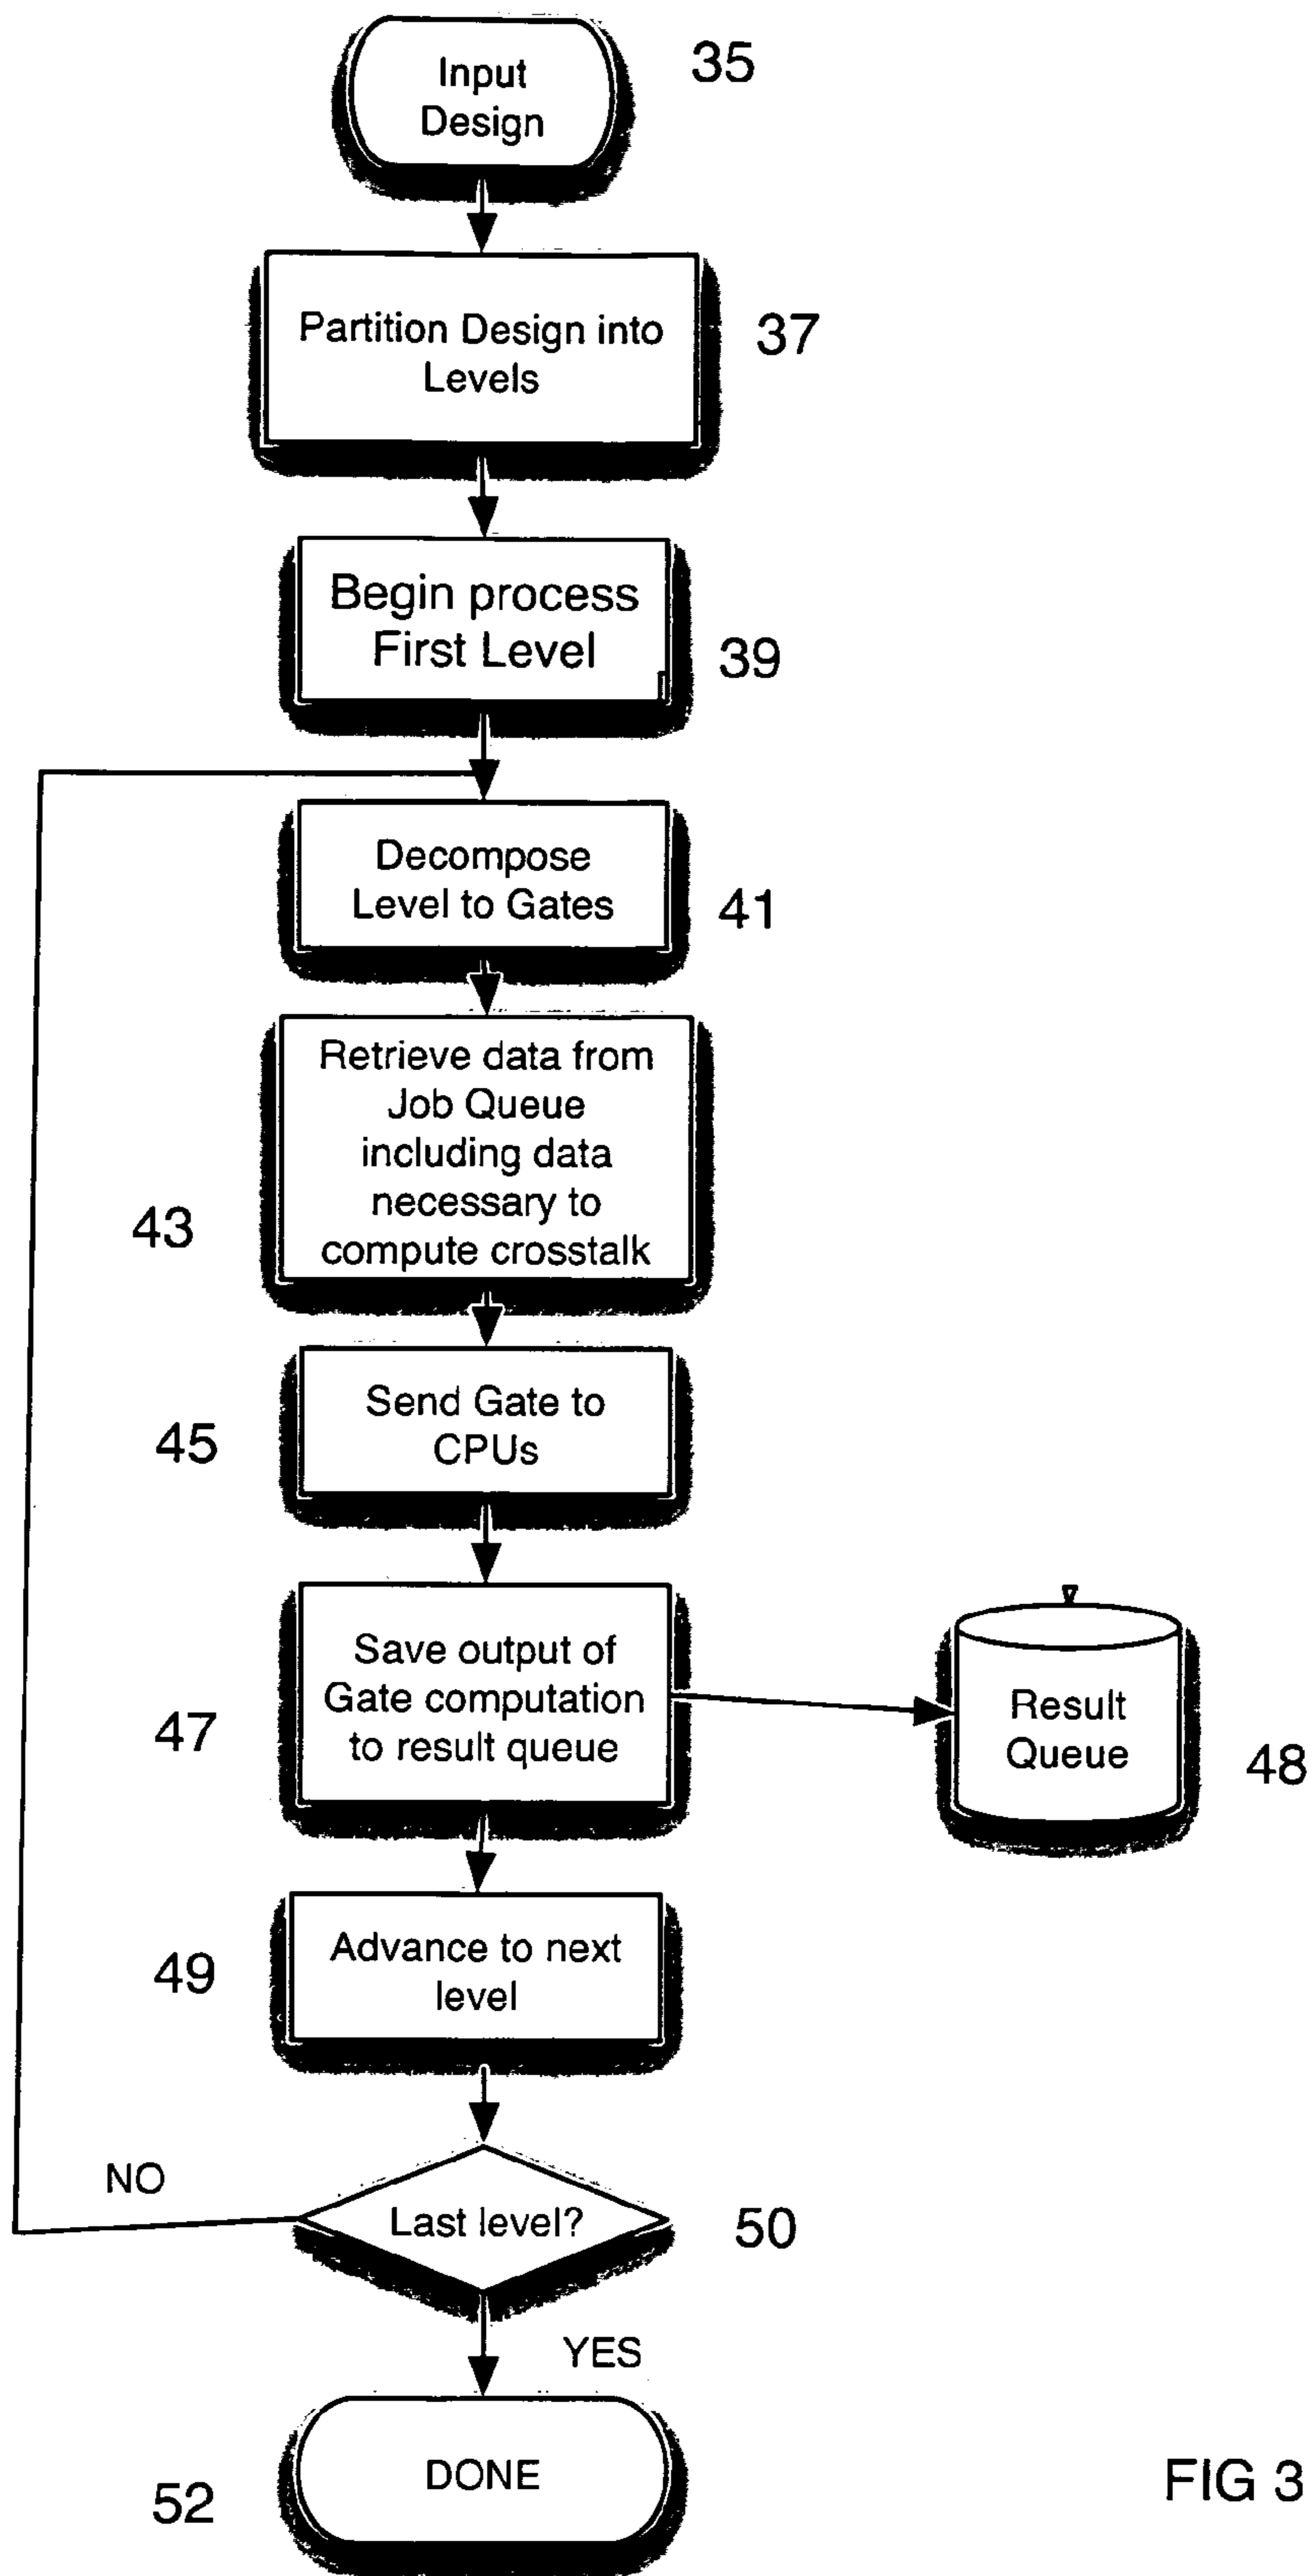 Input
Design
35
Partition Design into
Levels
37
Begin process
First Level
39
Decompose
Level to Gates
41
Retrieve data from
Job Queue
including data
necessary to
compute crosstalk
43
Send Gate to
CPUs
45
Save output of
Gate computation
to result queue
47
Result
Queue
48
Advance to next
level
49
NO
Last level?
50
YES
DONE
52
FIG 3